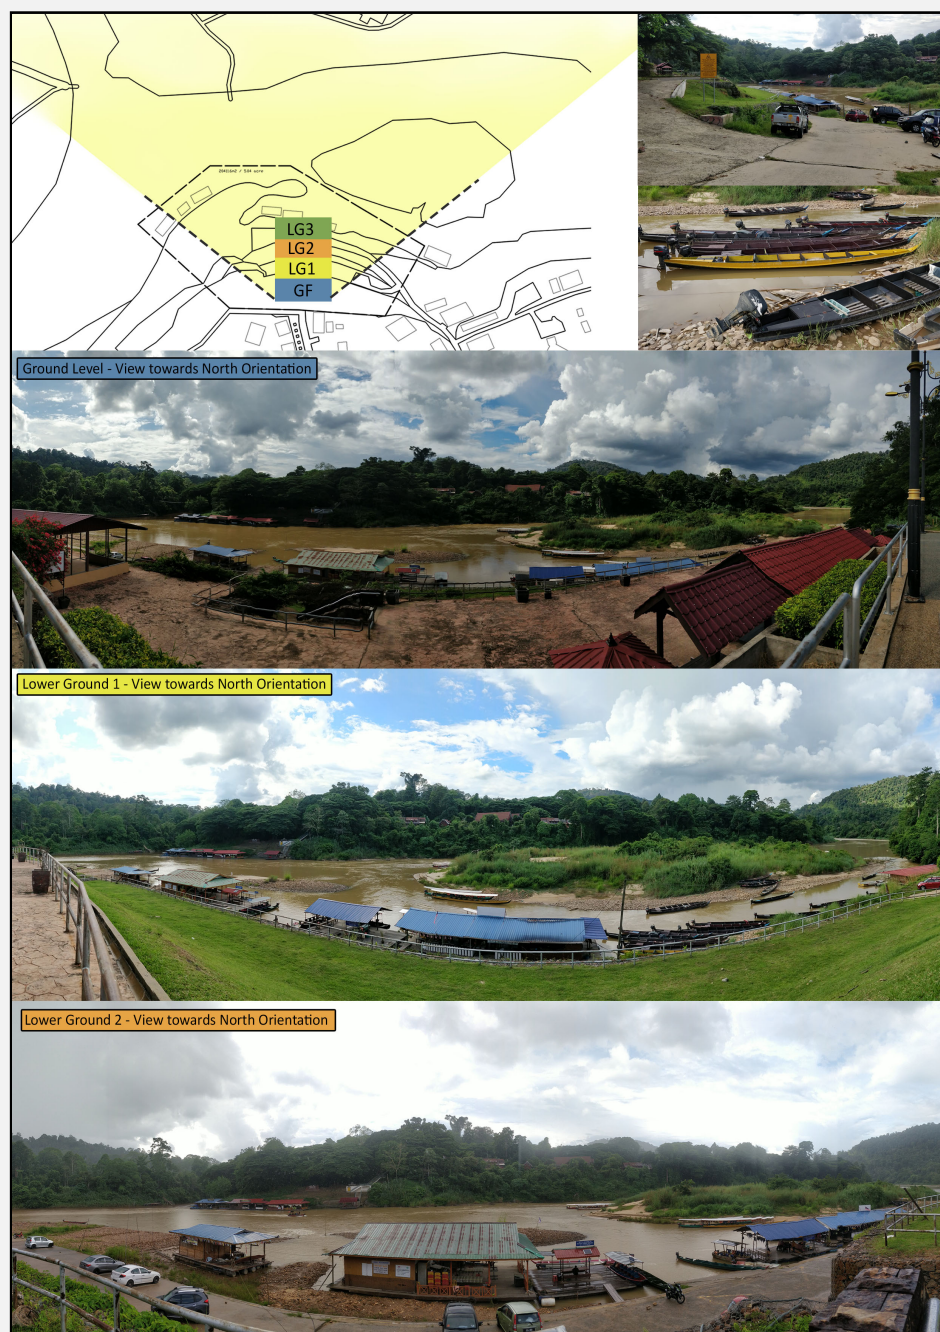 LG3
LG2
LG1
GF
Ground Level - View towards North Orientation
Lower Ground 1 - View towards North Orientation
Lower Ground 2 - View towards North Orientation